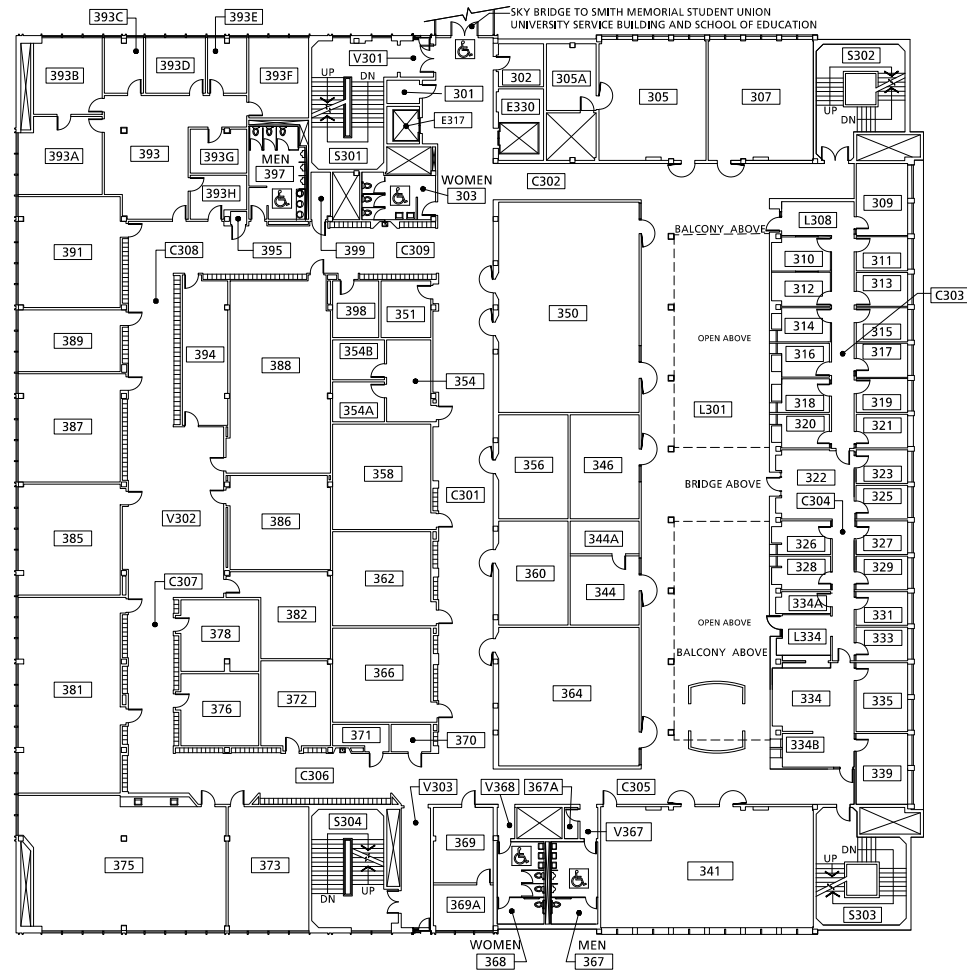 SKY BRIDGE TO SMITH MEMORIAL STUDENT UNION
UNIVERSITY SERVICE BUILDING AND SCHOOL OF EDUCATION
393C
393E
393B
393D
393F
V301
UP
DN
301
E317
S301
302
305A
E330
305
307
S302
UP
DN
393A
393
393G
393H
MEN
397
WOMEN
303
C302
395
399
C309
C308
391
BALCONY ABOVE
L308
309
310
311
312
313
C303
314
315
316
317
318
319
320
321
OPEN ABOVE
L301
389
394
388
398
351
354B
354
354A
350
387
358
356
346
C301
BRIDGE ABOVE
322
323
C304
325
V302
386
385
362
360
344A
344
326
327
328
329
334A
331
L334
333
OPEN ABOVE
BALCONY ABOVE
C307
378
382
381
376
372
366
364
334
335
334B
339
371
370
C306
V303
V368
367A
C305
V367
S304
DN
UP
375
373
369
369A
341
UP
DN
S303
WOMEN
368
MEN
367